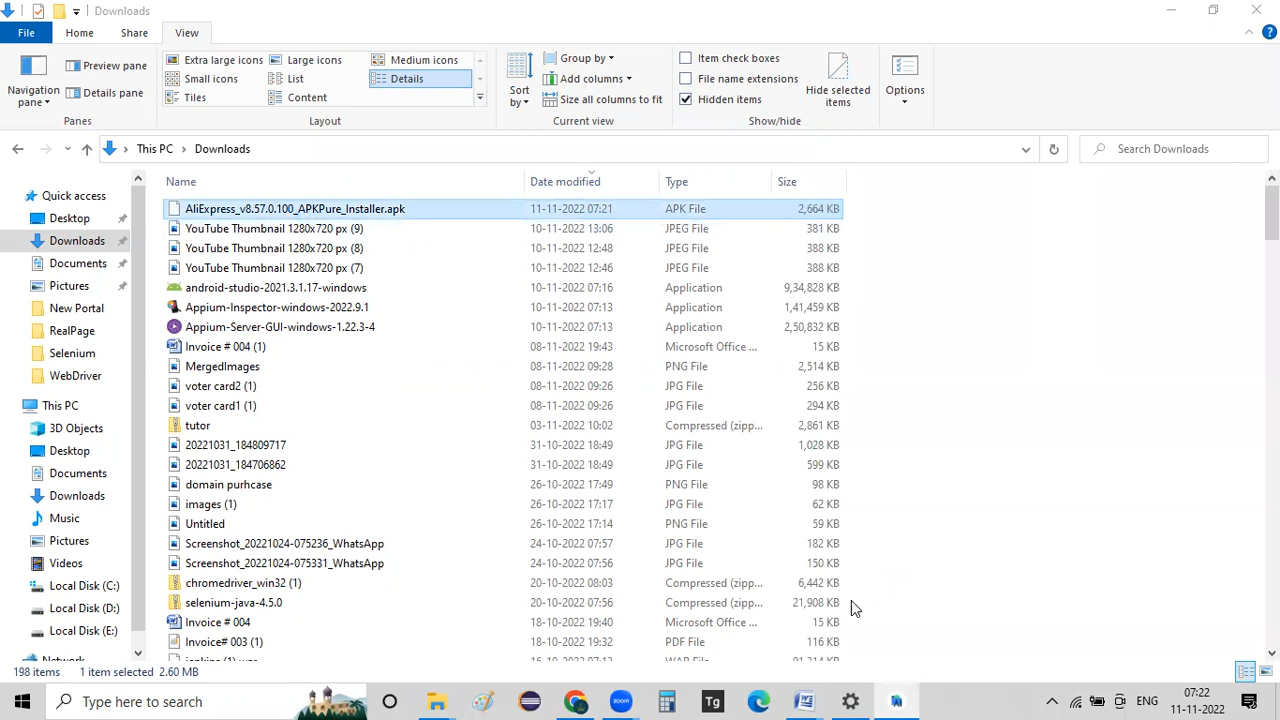 Downloads
File Home Share View
Navigation pane
Preview pane
Details pane
Panes
Extra large icons Large icons Medium icons
Small icons List Details
Tiles Content
Layout
Sort by
Group by
Add columns
Size all columns to fit
Current view
Item check boxes
File name extensions
Hidden items
Hide selected items
Show/hide
Options
This PC Downloads
Search Downloads
Quick access
Desktop
Downloads
Documents
Pictures
New Portal
RealPage
Selenium
WebDriver
This PC
3D Objects
Desktop
Documents
Downloads
Music
Pictures
Videos
Local Disk (C:)
Local Disk (D:)
Local Disk (E:)
Network
Name Date modified Type Size
AliExpress_v8.57.0.100_APKPure_Installer.apk 11-11-2022 07:21 APK File 2,664 KB
YouTube Thumbnail 1280x720 px (9) 10-11-2022 13:06 JPEG File 381 KB
YouTube Thumbnail 1280x720 px (8) 10-11-2022 12:48 JPEG File 388 KB
YouTube Thumbnail 1280x720 px (7) 10-11-2022 12:46 JPEG File 388 KB
android-studio-2021.3.1.17-windows 10-11-2022 07:16 Application 9,34,828 KB
Appium-Inspector-windows-2022.9.1 10-11-2022 07:13 Application 1,41,459 KB
Appium-Server-GUI-windows-1.22.3-4 10-11-2022 07:13 Application 2,50,832 KB
Invoice # 004 (1) 08-11-2022 19:43 Microsoft Office ... 15 KB
MergedImages 08-11-2022 09:28 PNG File 2,514 KB
voter card2 (1) 08-11-2022 09:26 JPG File 256 KB
voter card1 (1) 08-11-2022 09:26 JPG File 294 KB
tutor 03-11-2022 10:02 Compressed (zipp... 2,861 KB
20221031_184809717 31-10-2022 18:49 JPG File 1,028 KB
20221031_184706862 31-10-2022 18:49 JPG File 599 KB
domain purhcase 26-10-2022 17:49 PNG File 98 KB
images (1) 26-10-2022 17:17 JPG File 62 KB
Untitled 26-10-2022 17:14 PNG File 59 KB
Screenshot_20221024-075236_WhatsApp 24-10-2022 07:57 JPG File 182 KB
Screenshot_20221024-075331_WhatsApp 24-10-2022 07:57 JPG File 150 KB
chromedriver_win32 (1) 20-10-2022 08:03 Compressed (zipp... 6,442 KB
selenium-java-4.5.0 20-10-2022 07:56 Compressed (zipp... 21,908 KB
Invoice # 004 18-10-2022 19:40 Microsoft Office ... 15 KB
Invoice# 003 (1) 18-10-2022 19:32 PDF File 116 KB
198 items 1 item selected 2.60 MB
Type here to search
zoom
Tg
ENG
07:22
11-11-2022